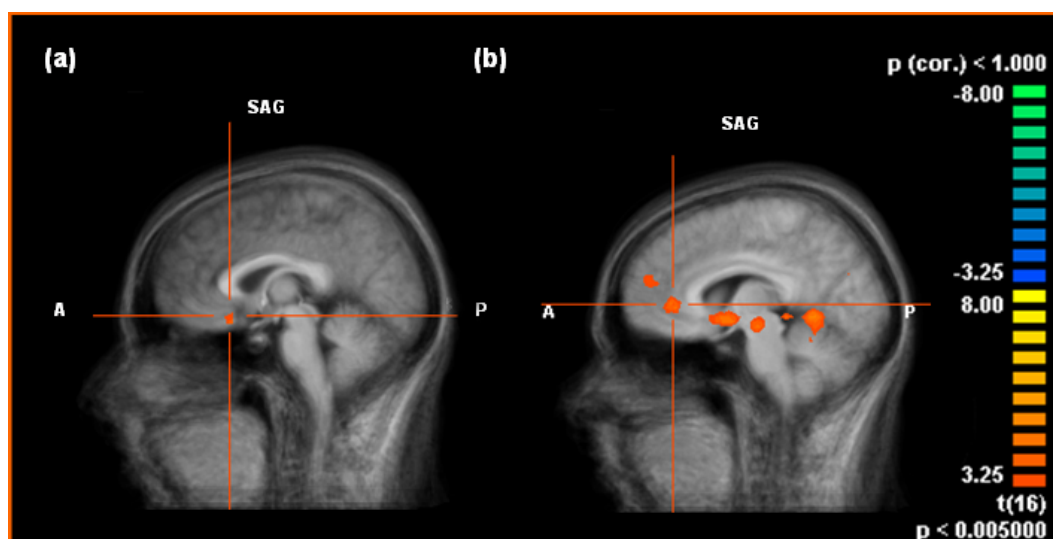 (a)
SAG
A
P
(b)
SAG
A
P
p (cor.) < 1.000
-8.00
-3.25
8.00
3.25
t(16)
p < 0.005000